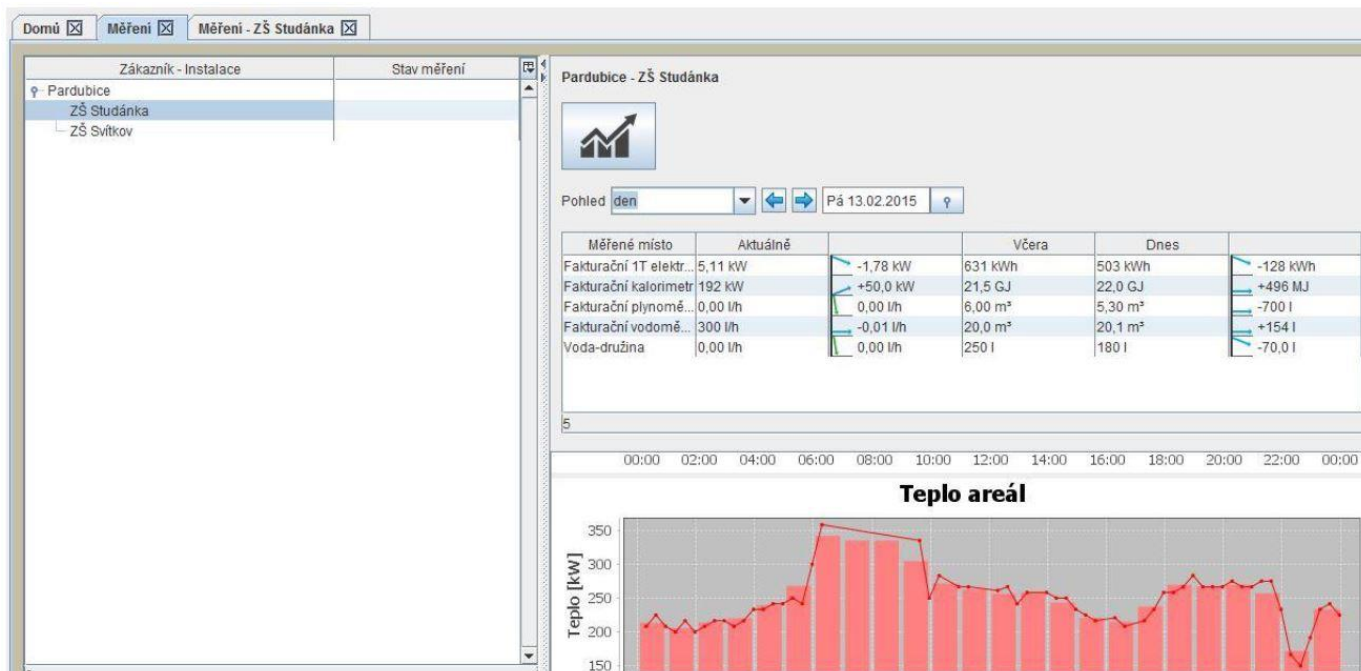 Domů Měření Měření - ZŠ Studánka
Zákazník - Instalace Stav měření
Pardubice
ZŠ Studánka
ZŠ Svítkov
Pardubice - ZŠ Studánka
Pohled den Pá 13.02.2015
Měřené místo Aktuálně Včera Dnes
Fakturační 1T elektr... 5,11 kW -1,78 kW 631 kWh 503 kWh -128 kWh
Fakturační kalorimetr 192 kW +50,0 kW 21,5 GJ 22,0 GJ +496 MJ
Fakturační plynomě... 0,00 l/h 0,00 l/h 6,00 m³ 5,30 m³ -700 l
Fakturační vodomě... 300 l/h -0,01 l/h 20,0 m³ 20,1 m³ +154 l
Voda-družina 0,00 l/h 0,00 l/h 250 l 180 l -70,0 l
5
00:00 02:00 04:00 06:00 08:00 10:00 12:00 14:00 16:00 18:00 20:00 22:00 00:00
Teplo areál
Teplo [kW]
350
300
250
200
150